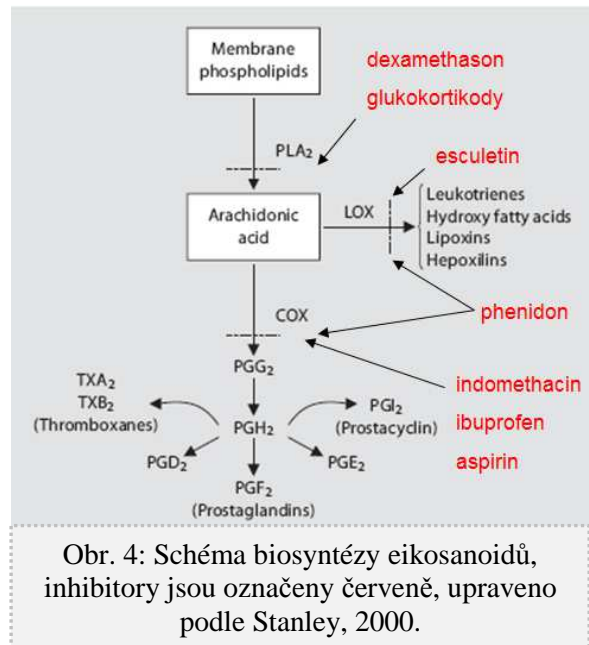 Membrane
phospholipids
dexamethason
glukokortikody
PLA₂
esculetin
Arachidonic
acid
LOX
Leukotrienes
Hydroxy fatty acids
Lipoxins
Hepoxilins
phenidon
COX
PGG₂
indomethacin
ibuprofen
aspirin
TXA₂
TXB₂
(Thromboxanes)
PGH₂
PGI₂
(Prostacyclin)
PGD₂
PGE₂
PGF₂
(Prostaglandins)
Obr. 4: Schéma biosyntézy eikosanoidů,
inhibitory jsou označeny červeně, upraveno
podle Stanley, 2000.